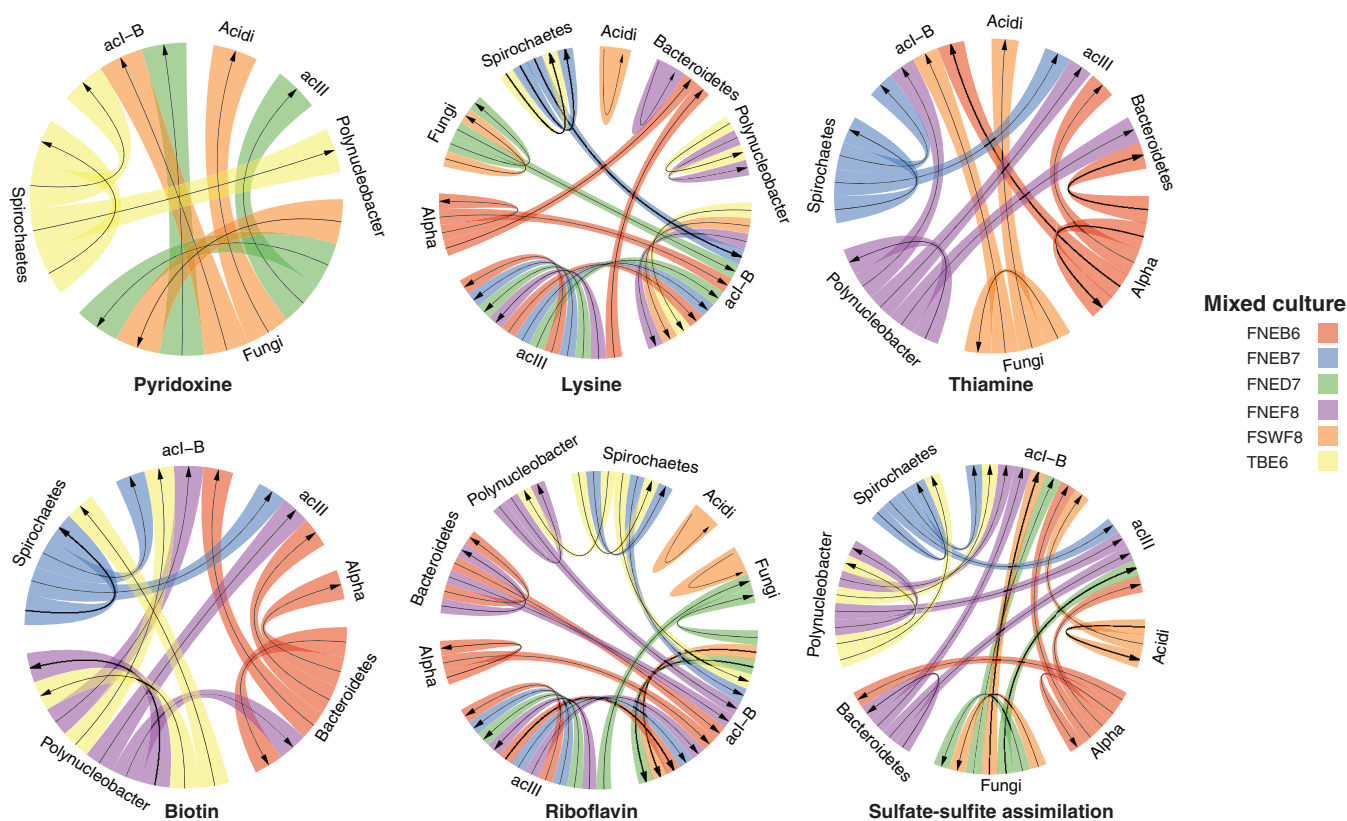 acI–B
Acidi
acIII
Polynucleobacter
Fungi
Spirochaetes
Pyridoxine
Spirochaetes
Acidi
Bacteroidetes
Polynucleobacter
acI–B
acIII
Alpha
Fungi
Lysine
acI–B
Acidi
acIII
Bacteroidetes
Alpha
Fungi
Polynucleobacter
Spirochaetes
Thiamine
Mixed culture
FNEB6
FNEB7
FNED7
FNEF8
FSWF8
TBE6
acI–B
acIII
Alpha
Bacteroidetes
Polynucleobacter
Spirochaetes
Biotin
Polynucleobacter
Spirochaetes
Acidi
Fungi
acI–B
acIII
Alpha
Bacteroidetes
Riboflavin
Spirochaetes
acI–B
acIII
Acidi
Alpha
Fungi
Bacteroidetes
Polynucleobacter
Sulfate-sulfite assimilation